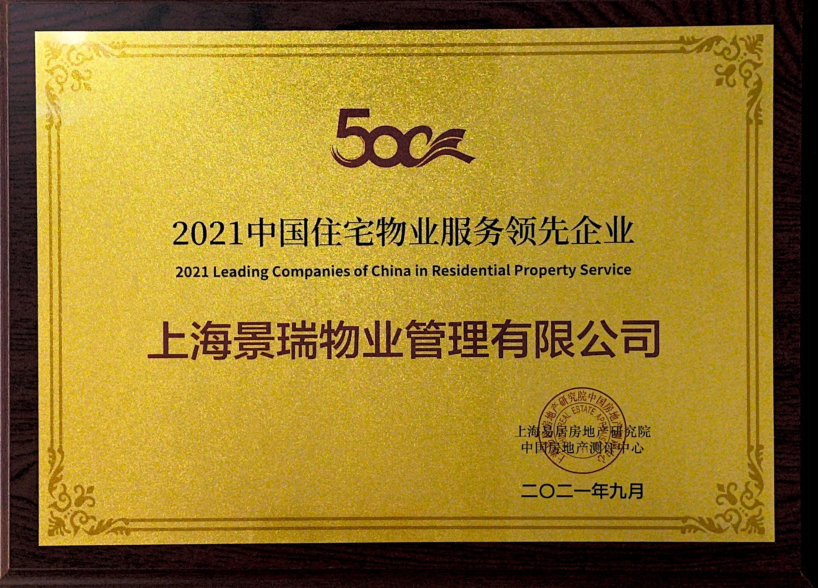 500
2021中国住宅物业服务领先企业
2021 Leading Companies of China in Residential Property Service
上海景瑞物业管理有限公司
上海易居房地产研究院
中国房地产测评中心
二〇二一年九月